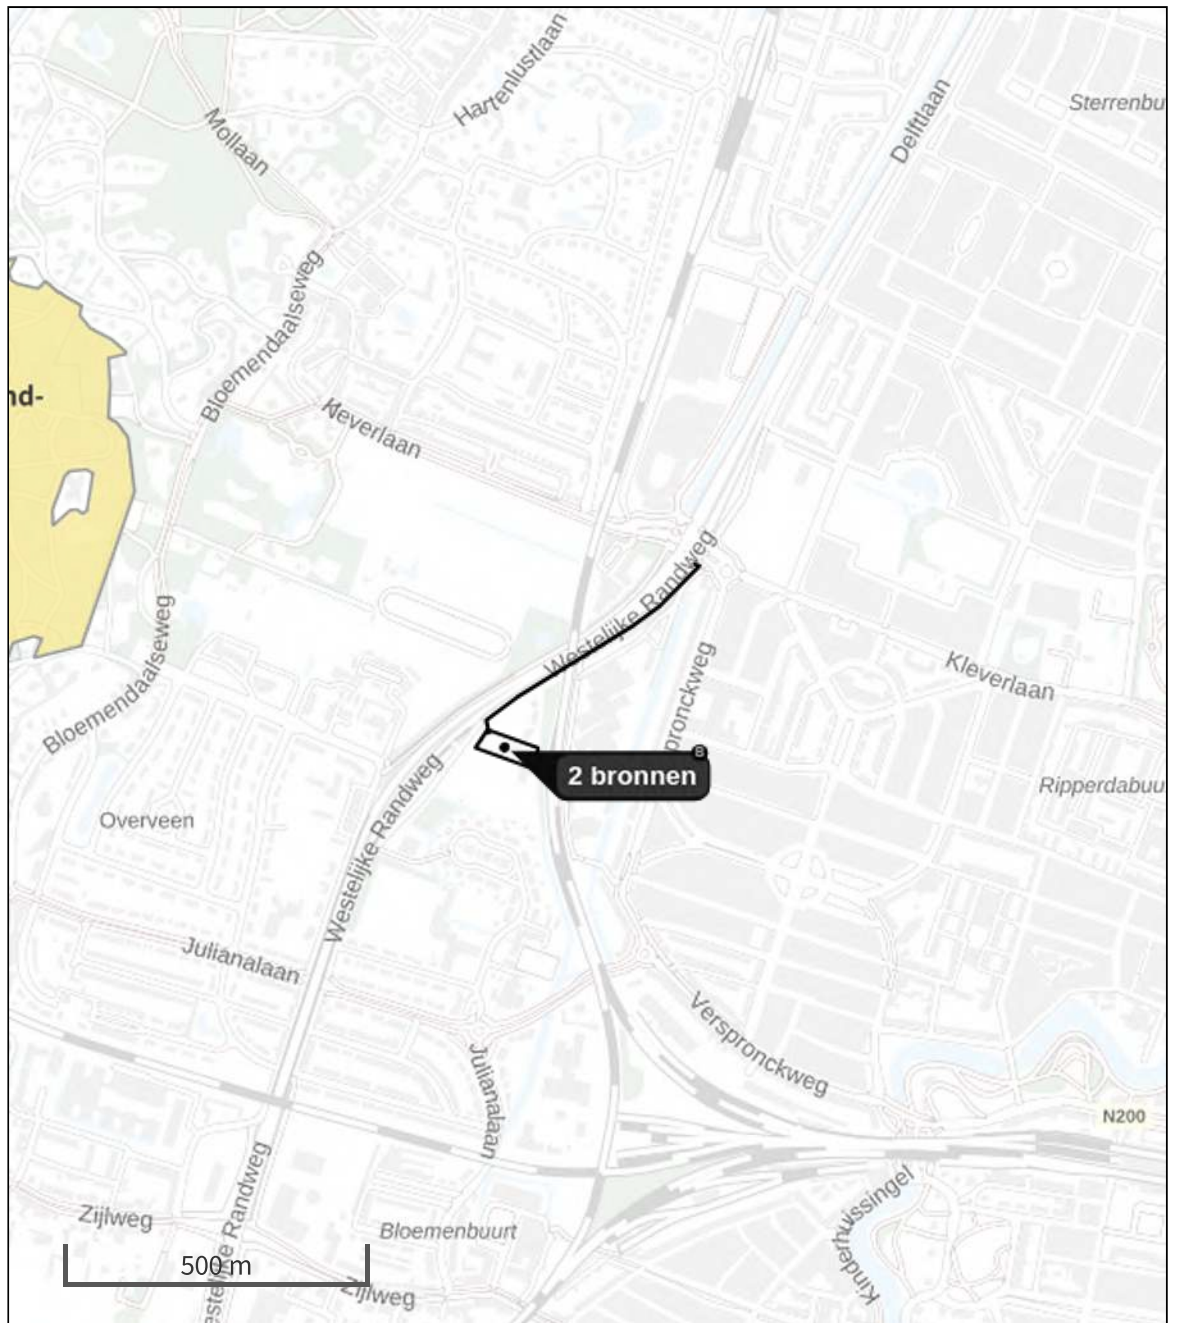 Hartenlustlaan
Mollaan
Delftlaan
Sterrenbu
Bloemendaalseweg
nd-
Kleverlaan
Westelijke Randweg
Bloemendaalseweg
Kleverlaan
spronckweg
B
2 bronnen
Ripperdabuu
Westelijke Randweg
Overveen
Julianalaan
Verspronckweg
Julianalaan
N200
Westelijke Randweg
Zijlweg
Bloemenbuurt
Kinderhuissingel
500 m
Zijlweg